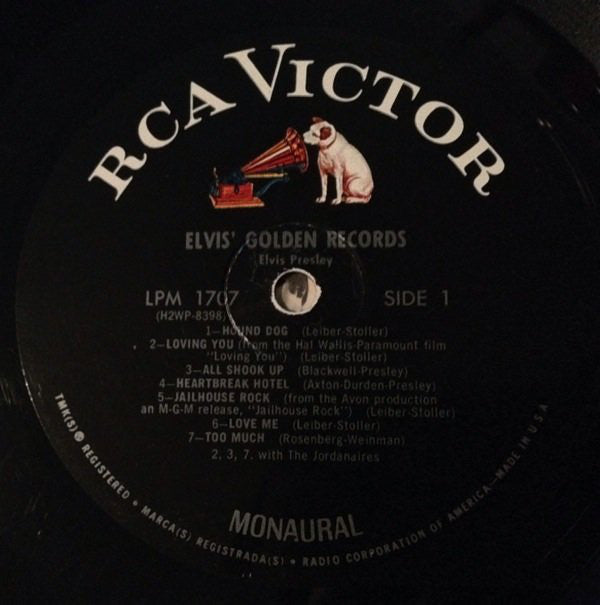 RCA VICTOR
ELVIS' GOLDEN RECORDS
Elvis Presley
LPM 1707
SIDE 1
(H2WP-8398)
1—HOUND DOG (Leiber-Stoller)
2—LOVING YOU (from the Hal Wallis-Paramount film
"Loving You") (Leiber-Stoller)
3—ALL SHOOK UP (Blackwell-Presley)
4—HEARTBREAK HOTEL (Axton-Durden-Presley)
5—JAILHOUSE ROCK (from the Avon production
an M-G-M release, "Jailhouse Rock") (Leiber-Stoller)
6—LOVE ME (Leiber-Stoller)
7—TOO MUCH (Rosenberg-Weinman)
2, 3, 7, with The Jordanaires
MONAURAL
TMK(S) ® REGISTERED • MARCA(S) REGISTRADA(S) • RADIO CORPORATION OF AMERICA—MADE IN U.S.A